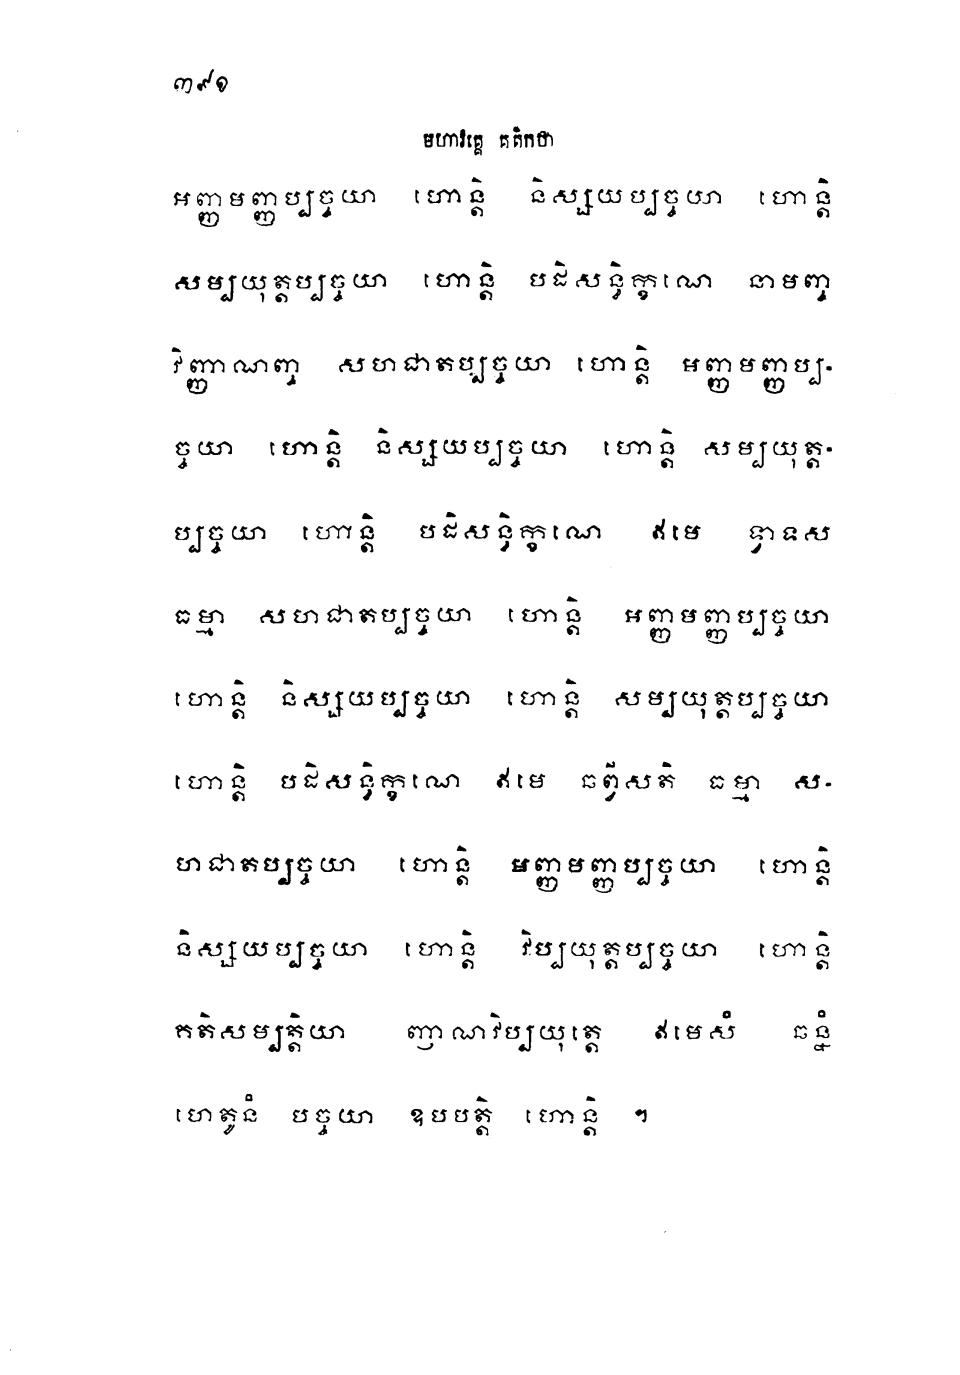 ៣៩១
មហាវគ្គេ គតិកថា
អញ្ញមញ្ញប្បច្ចយា ហោន្តិ និស្សយប្បច្ចយា ហោន្តិ
សម្បយុត្តប្បច្ចយា ហោន្តិ បដិសន្ធិក្ខណេ នាមញ្ច
វិញ្ញាណញ្ច សហជាតប្បច្ចយា ហោន្តិ អញ្ញមញ្ញប្ប-
ច្ចយា ហោន្តិ និស្សយប្បច្ចយា ហោន្តិ សម្បយុត្ត-
ប្បច្ចយា ហោន្តិ បដិសន្ធិក្ខណេ ឥមេ ទ្វាទស
ធម្មា សហជាតប្បច្ចយា ហោន្តិ អញ្ញមញ្ញប្បច្ចយា
ហោន្តិ និស្សយប្បច្ចយា ហោន្តិ សម្បយុត្តប្បច្ចយា
ហោន្តិ បដិសន្ធិក្ខណេ ឥមេ ឆព្វីសតិ ធម្មា ស-
ហជាតប្បច្ចយា ហោន្តិ អញ្ញមញ្ញប្បច្ចយា ហោន្តិ
និស្សយប្បច្ចយា ហោន្តិ វិប្បយុត្តប្បច្ចយា ហោន្តិ
គតិសម្បត្តិយា ញាណវិប្បយុត្តេ ឥមេសំ ឆន្នំ
ហេតូនំ បច្ចយា ឧបបត្តិ ហោន្តិ ។